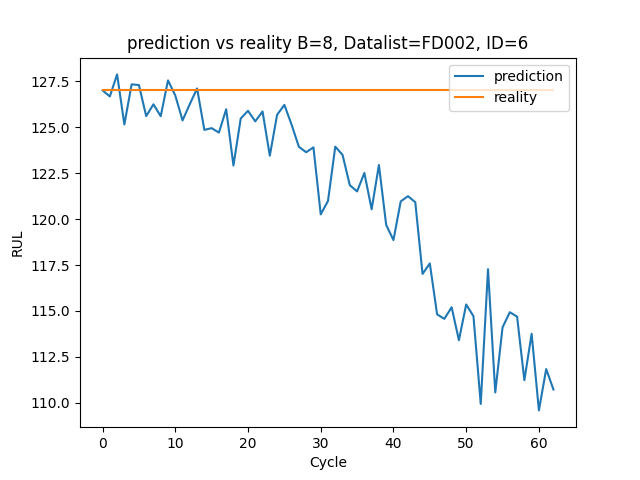 prediction vs reality B=8, Datalist=FD002, ID=6
prediction
reality
127.5
125.0
122.5
120.0
117.5
115.0
112.5
110.0
RUL
0 10 20 30 40 50 60
Cycle